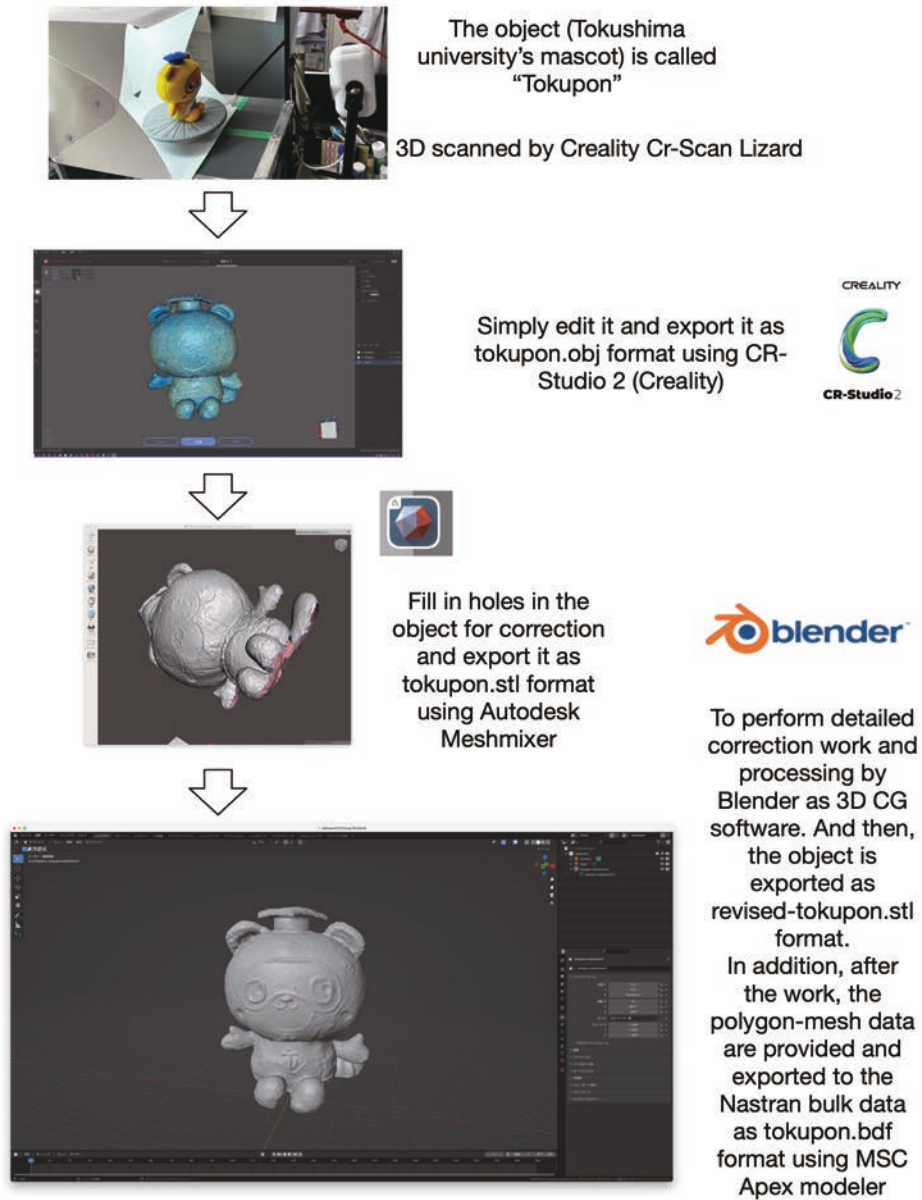 The object (Tokushima
university's mascot) is called
"Tokupon"
3D scanned by Creality Cr-Scan Lizard
Simply edit it and export it as
tokupon.obj format using CR-
Studio 2 (Creality)
CREALITY
CR-Studio 2
Fill in holes in the
object for correction
and export it as
tokupon.stl format
using Autodesk
Meshmixer
blender
To perform detailed
correction work and
processing by
Blender as 3D CG
software. And then,
the object is
exported as
revised-tokupon.stl
format.
In addition, after
the work, the
polygon-mesh data
are provided and
exported to the
Nastran bulk data
as tokupon.bdf
format using MSC
Apex modeler